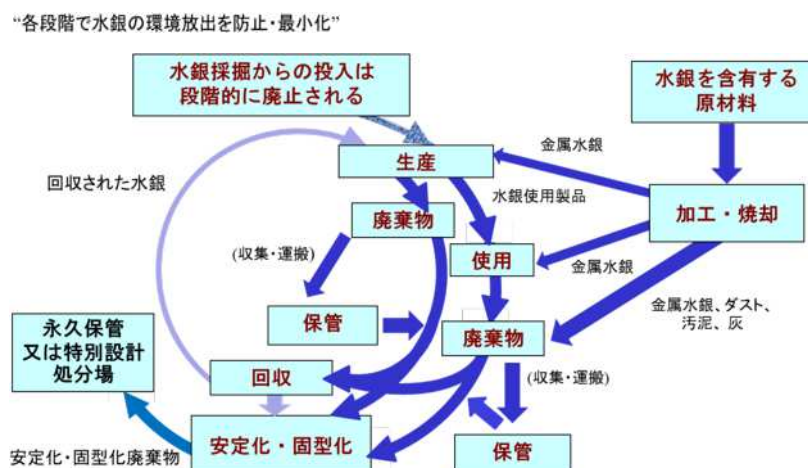 “各段階で水銀の環境放出を防止・最小化”
水銀採掘からの投入は
段階的に廃止される
水銀を含有する
原材料
金属水銀
生産
回収された水銀
水銀使用製品
加工・焼却
廃棄物
(収集・運搬)
使用
金属水銀
金属水銀、ダスト、
汚泥、灰
保管
永久保管
又は特別設計
処分場
廃棄物
回収
(収集・運搬)
安定化・固型化
保管
安定化・固型化廃棄物